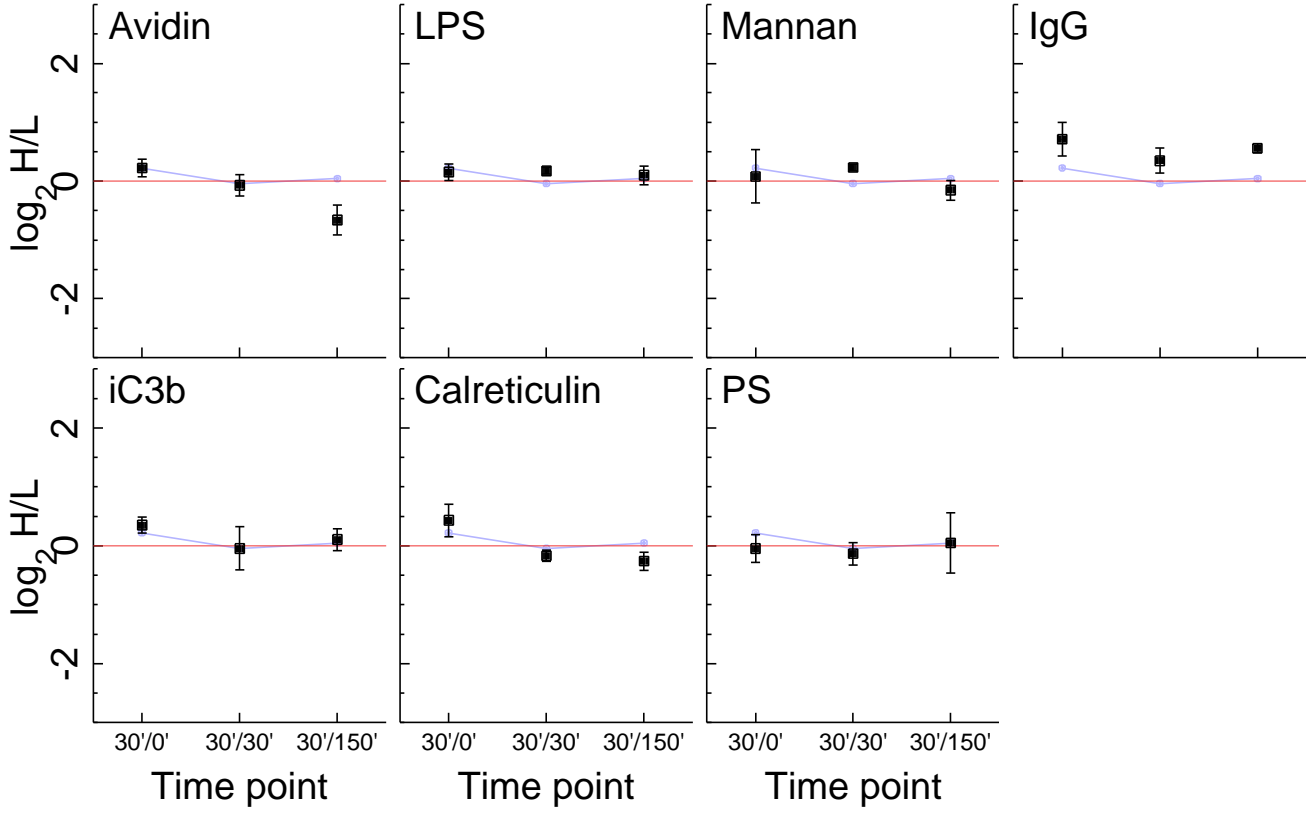 Avidin LPS Mannan IgG
log2 H/L
2
0
-2
iC3b Calreticulin PS
log2 H/L
2
0
-2
30'/0' 30'/30' 30'/150' 30'/0' 30'/30' 30'/150' 30'/0' 30'/30' 30'/150'
Time point Time point Time point